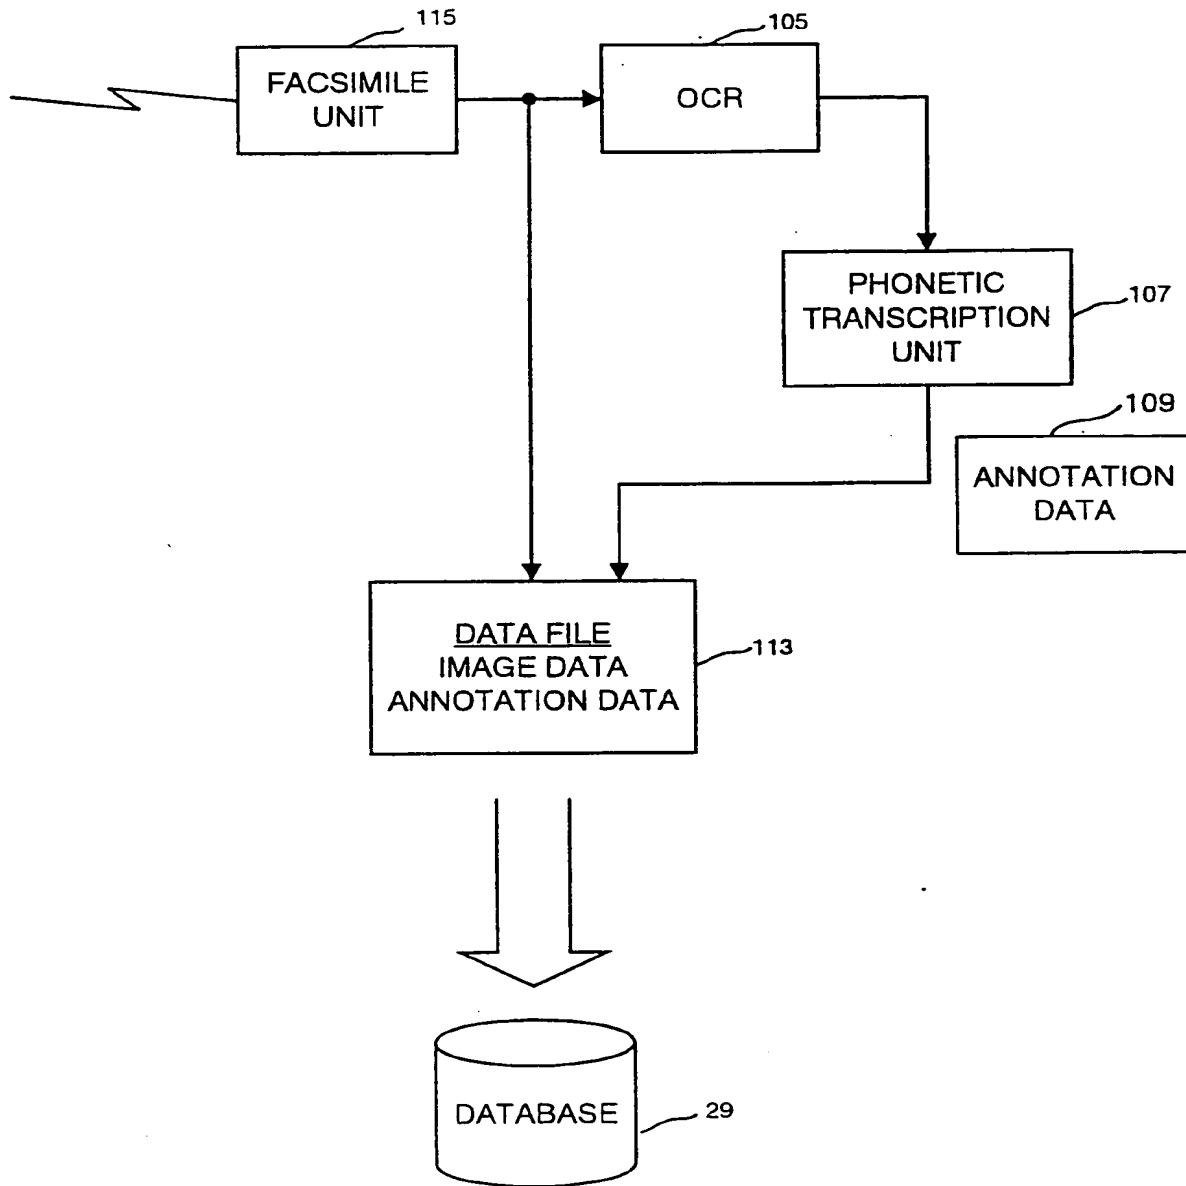 115
FACSIMILE
UNIT
105
OCR
PHONETIC
TRANSCRIPTION
UNIT
107
109
ANNOTATION
DATA
DATA FILE
IMAGE DATA
ANNOTATION DATA
113
DATABASE
29